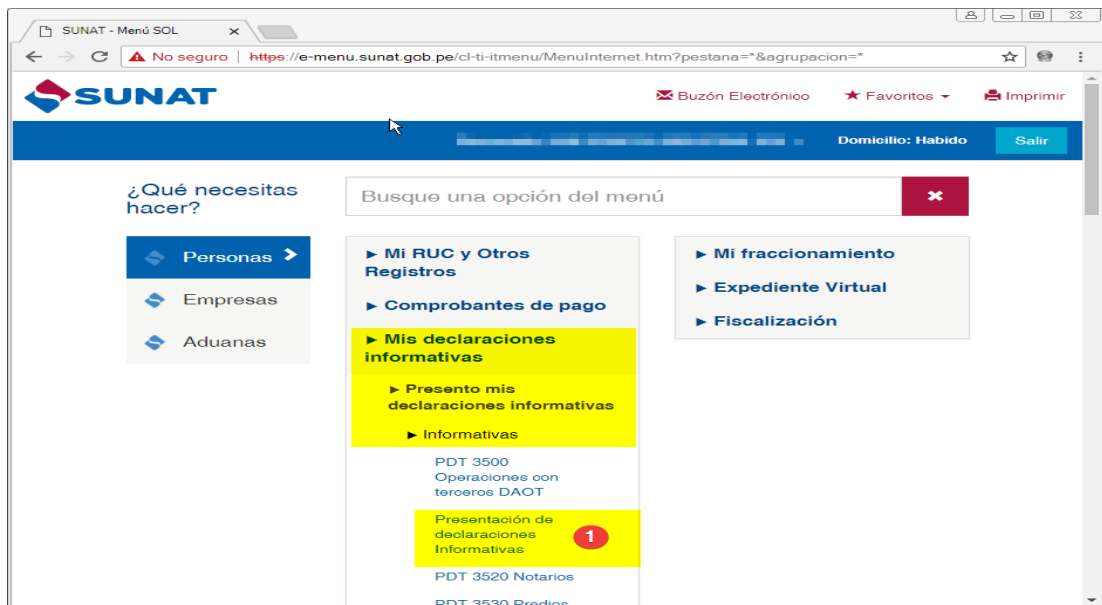 SUNAT - Menú SOL
No seguro | https://e-menu.sunat.gob.pe/cl-ti-itmenu/MenuInternet.htm?pestana=*&agrupacion=*
SUNAT
Buzón Electrónico
Favoritos
Imprimir
Domicilio: Habido
Salir
¿Qué necesitas
hacer?
Busque una opción del menú
Personas
Empresas
Aduanas
Mi RUC y Otros
Registros
Comprobantes de pago
Mis declaraciones
informativas
Presento mis
declaraciones informativas
Informativas
PDT 3500
Operaciones con
terceros DAOT
Presentación de
declaraciones
Informativas
1
PDT 3520 Notarios
PDT 3530 Predios
Mi fraccionamiento
Expediente Virtual
Fiscalización